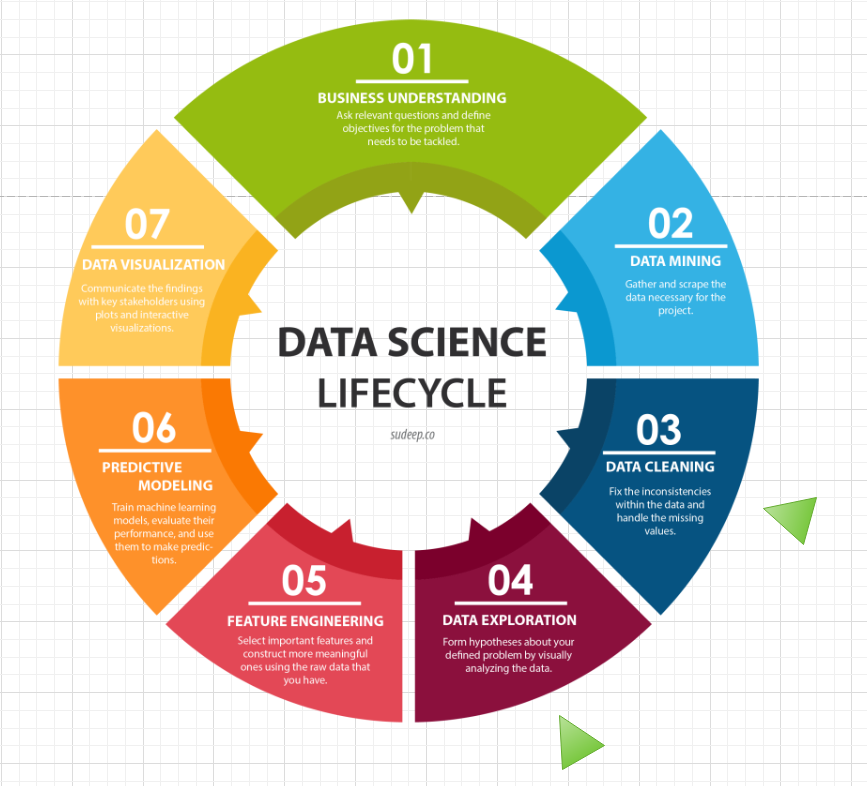 01
BUSINESS UNDERSTANDING
Ask relevant questions and define
objectives for the problem that
needs to be tackled.
02
DATA MINING
Gather and scrape the
data necessary for the
project.
03
DATA CLEANING
Fix the inconsistencies
within the data and
handle the missing
values.
04
DATA EXPLORATION
Form hypotheses about your
defined problem by visually
analyzing the data.
05
FEATURE ENGINEERING
Select important features and
construct more meaningful
ones using the raw data that
you have.
06
PREDICTIVE
MODELING
Train machine learning
models, evaluate their
performance, and use
them to make predic-
tions.
07
DATA VISUALIZATION
Communicate the findings
with key stakeholders using
plots and interactive
visualizations.
DATA SCIENCE
LIFECYCLE
sudeep.co